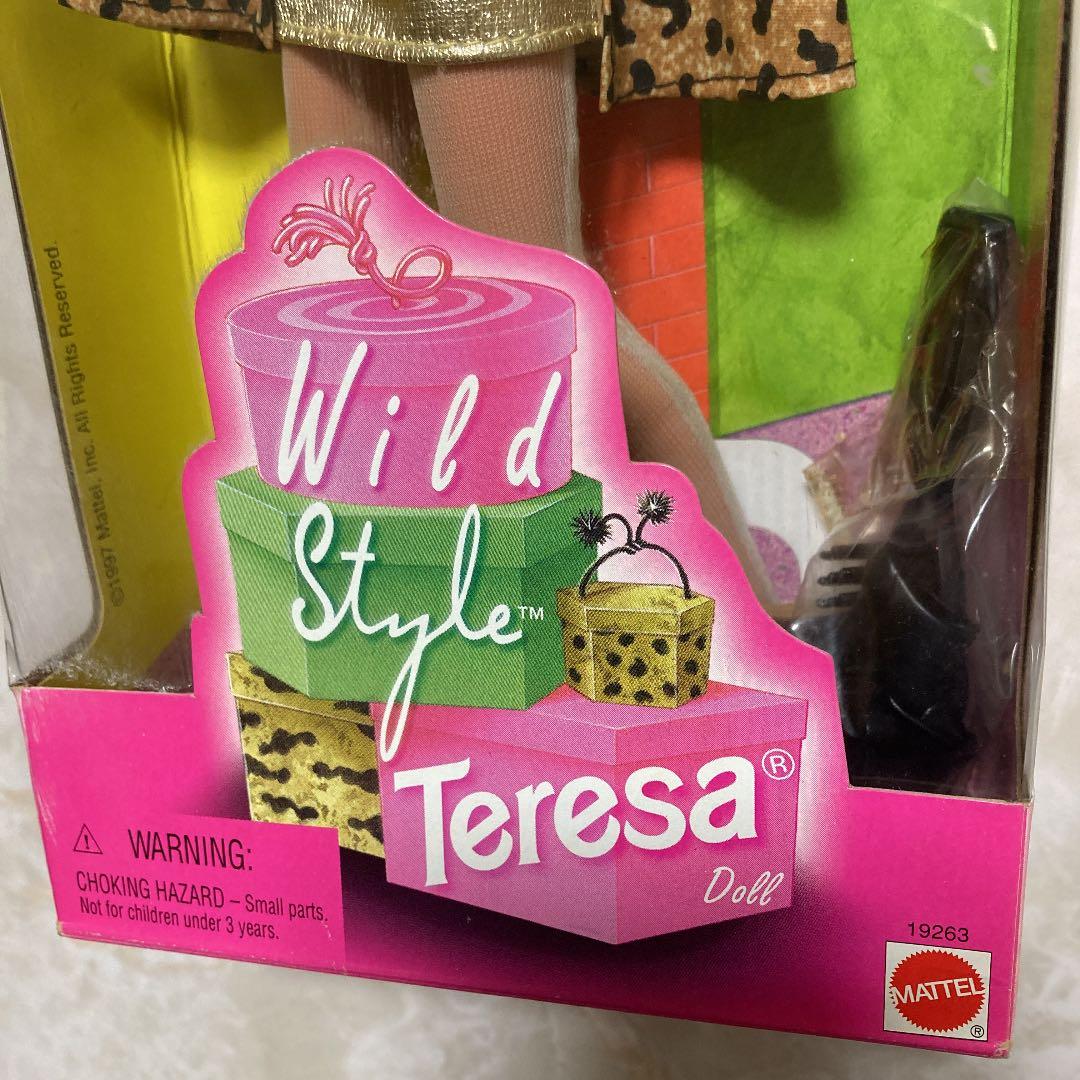 ©1997 Mattel, Inc. All Rights Reserved.
Wild
Style™
Teresa®
Doll
⚠ WARNING:
CHOKING HAZARD – Small parts.
Not for children under 3 years.
19263
MATTEL®